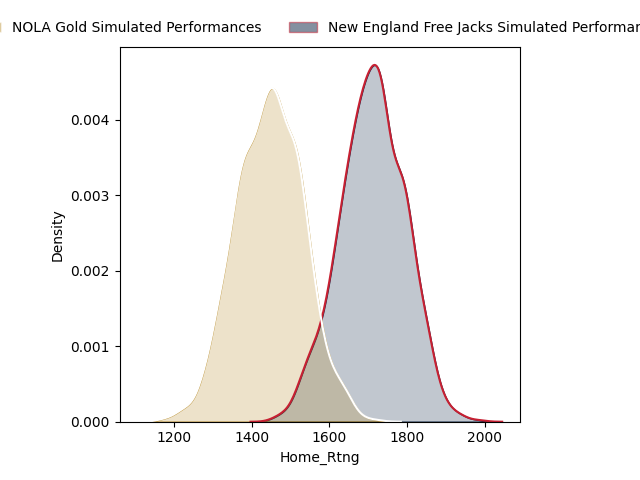 NOLA Gold Simulated Performances New England Free Jacks Simulated
0.004
0.003
0.002
0.001
0.000
Density
1200 1400 1600 1800 2000
Home_Rtng